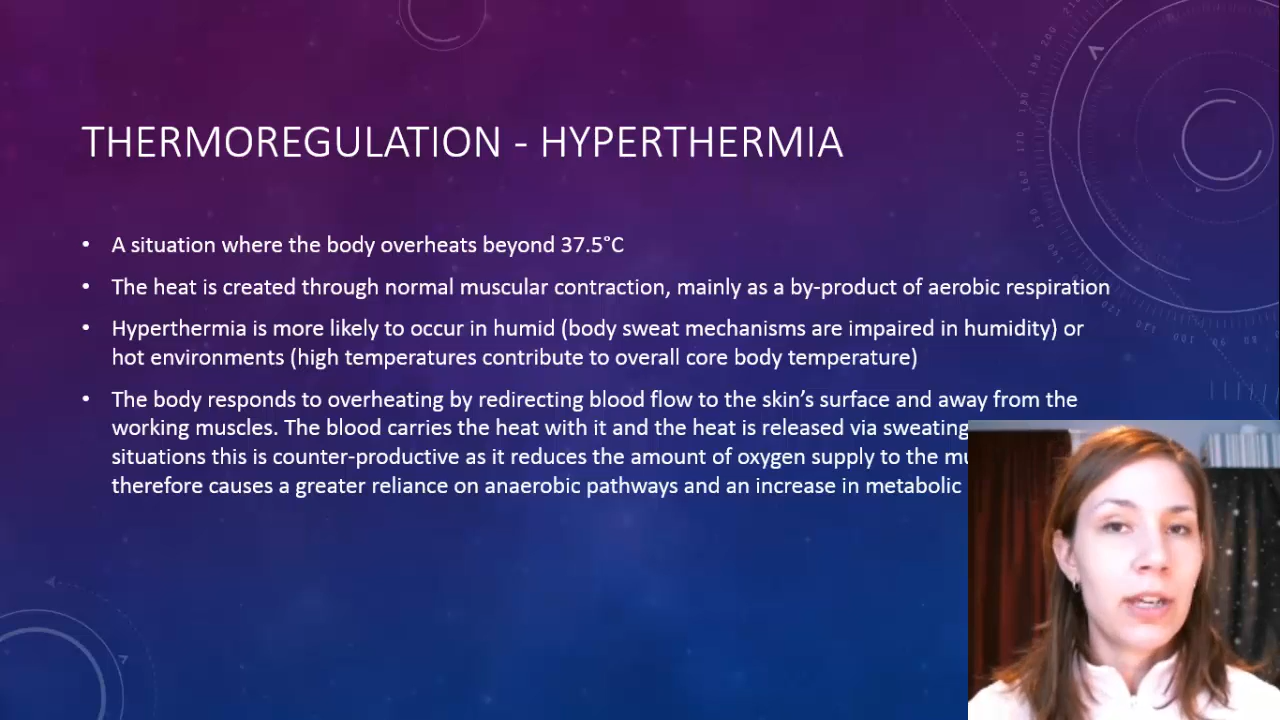 THERMOREGULATION - HYPERTHERMIA
• A situation where the body overheats beyond 37.5°C
• The heat is created through normal muscular contraction, mainly as a by-product of aerobic respiration
• Hyperthermia is more likely to occur in humid (body sweat mechanisms are impaired in humidity) or
hot environments (high temperatures contribute to overall core body temperature)
• The body responds to overheating by redirecting blood flow to the skin's surface and away from the
working muscles. The blood carries the heat with it and the heat is released via sweating
situations this is counter-productive as it reduces the amount of oxygen supply to the
therefore causes a greater reliance on anaerobic pathways and an increase in metabolic